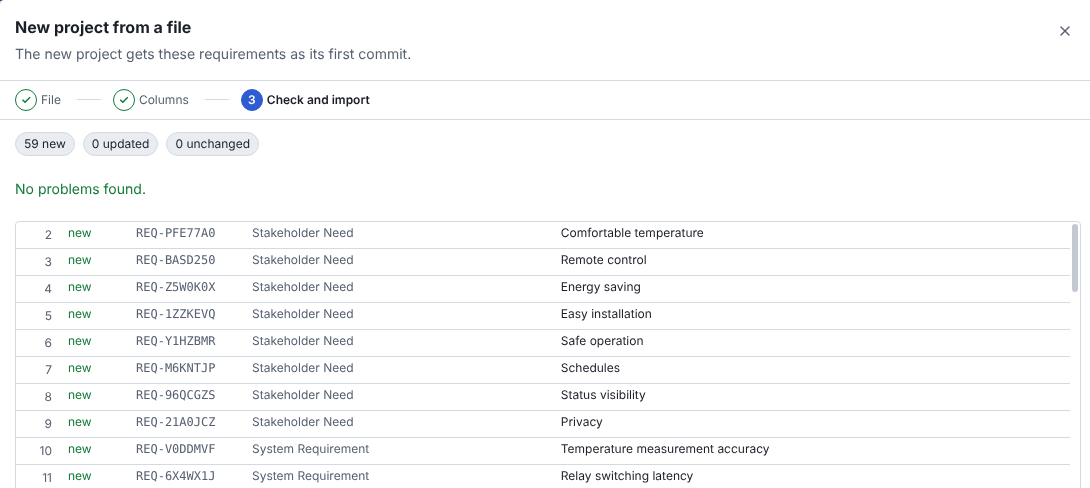 New project from a file
The new project gets these requirements as its first commit.
File Columns 3 Check and import
59 new 0 updated 0 unchanged
No problems found.
2 new REQ-PFE77A0 Stakeholder Need Comfortable temperature
3 new REQ-BASD250 Stakeholder Need Remote control
4 new REQ-Z5W0K0X Stakeholder Need Energy saving
5 new REQ-1ZZKEVQ Stakeholder Need Easy installation
6 new REQ-Y1HZBMR Stakeholder Need Safe operation
7 new REQ-M6KNTJP Stakeholder Need Schedules
8 new REQ-96QCGZS Stakeholder Need Status visibility
9 new REQ-21A0JCZ Stakeholder Need Privacy
10 new REQ-V0DDMVF System Requirement Temperature measurement accuracy
11 new REQ-6X4WX1J System Requirement Relay switching latency